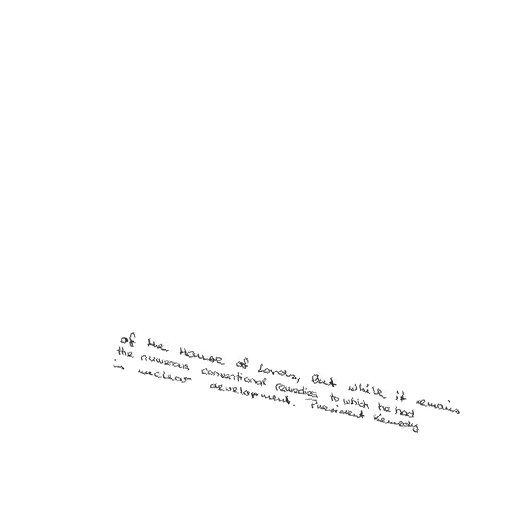 of the House of Lords, But while it remains
the numerous conventional remedies to which he had
in nuclear development. President Kennedy